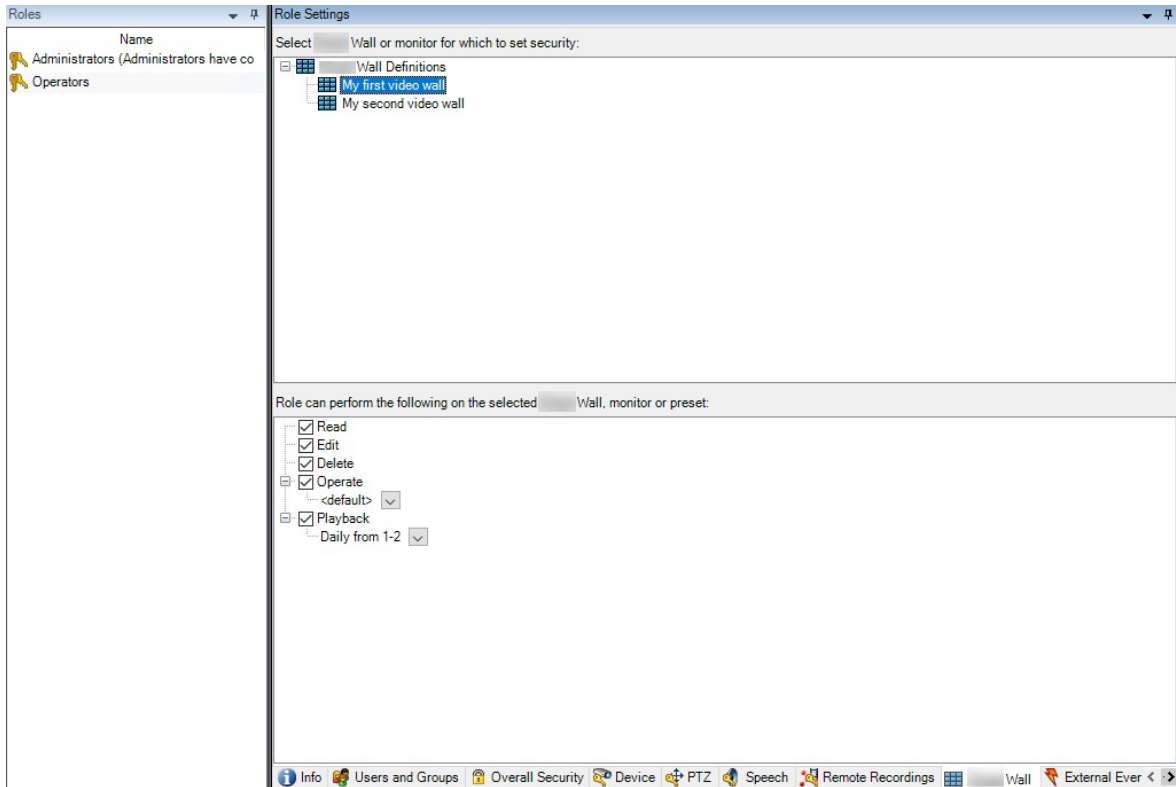 Roles
Name
Administrators (Administrators have co
Operators
Role Settings
Select Wall or monitor for which to set security:
Wall Definitions
My first video wall
My second video wall
Role can perform the following on the selected Wall, monitor or preset:
Read
Edit
Delete
Operate
<default>
Playback
Daily from 1-2
Info Users and Groups Overall Security Device PTZ Speech Remote Recordings Wall External Ever